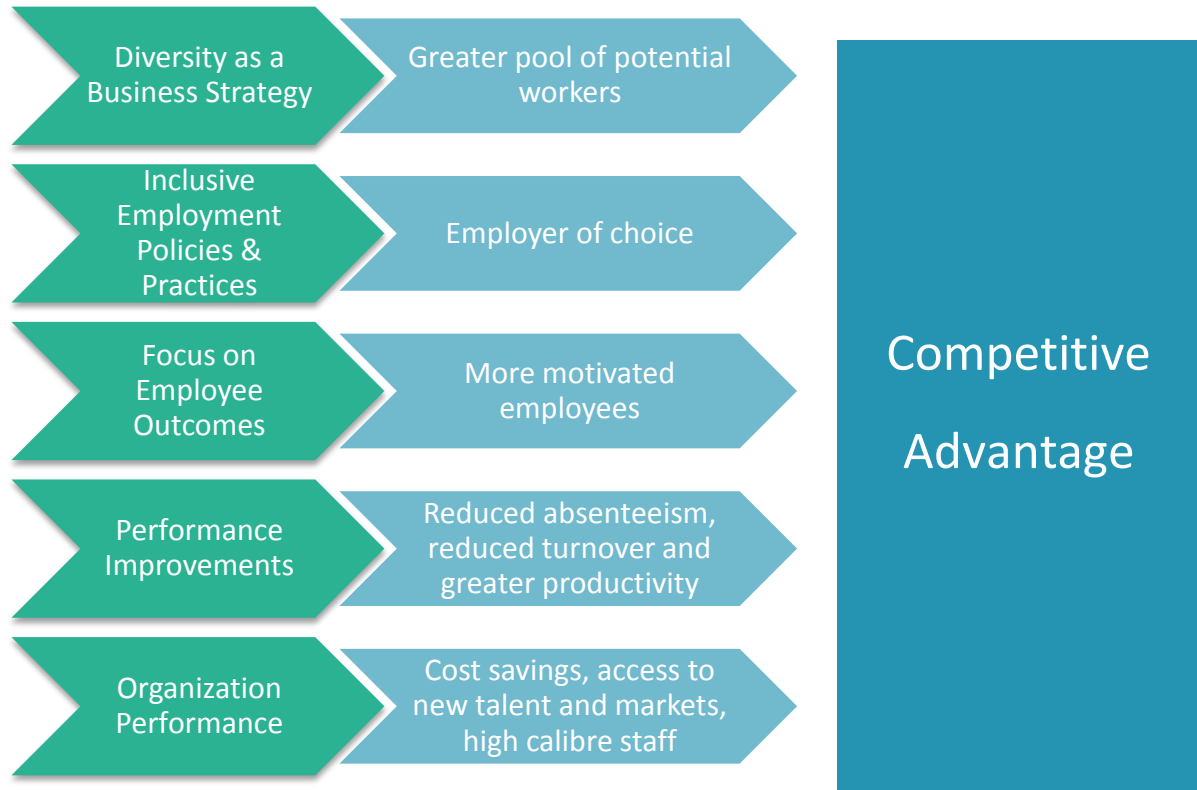 Diversity as a
Business Strategy
Greater pool of potential
workers
Inclusive
Employment
Policies &
Practices
Employer of choice
Focus on
Employee
Outcomes
More motivated
employees
Performance
Improvements
Reduced absenteeism,
reduced turnover and
greater productivity
Organization
Performance
Cost savings, access to
new talent and markets,
high calibre staff
Competitive
Advantage